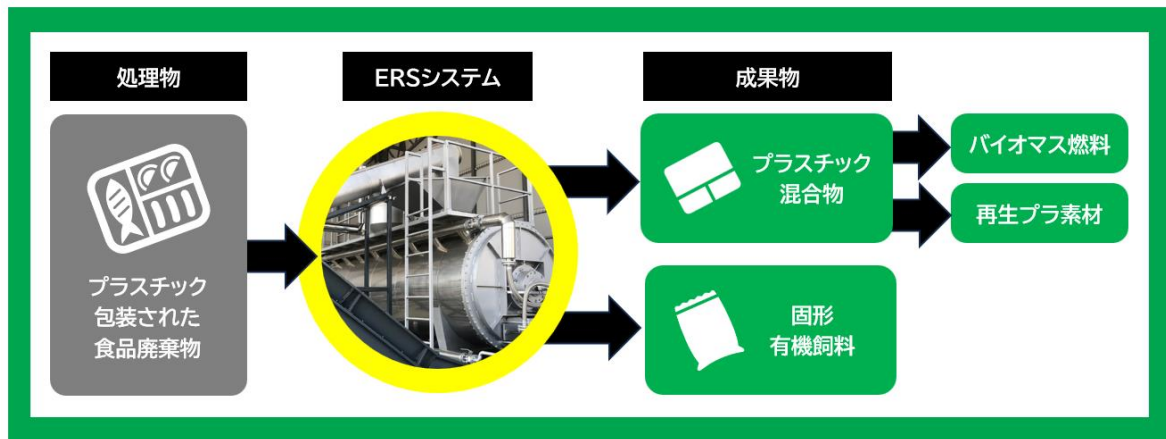 処理物
ERSシステム
成果物
プラスチック
包装された
食品廃棄物
プラスチック
混合物
バイオマス燃料
再生プラ素材
固形
有機飼料